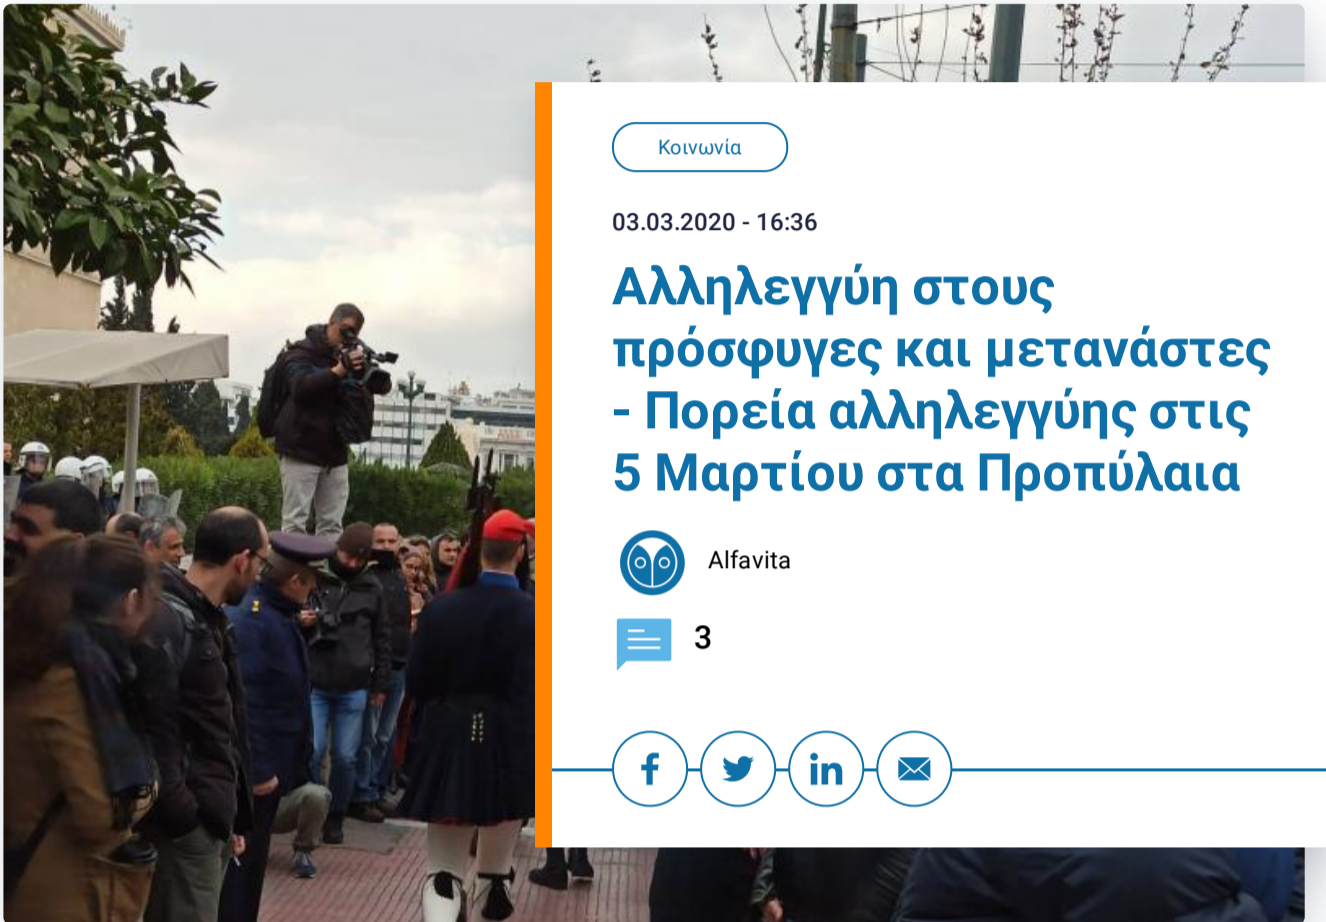 Κοινωνία
03.03.2020 - 16:36
Αλληλεγγύη στους
πρόσφυγες και μετανάστες
- Πορεία αλληλεγγύης στις
5 Μαρτίου στα Προπύλαια
Alfavita
3
f
in